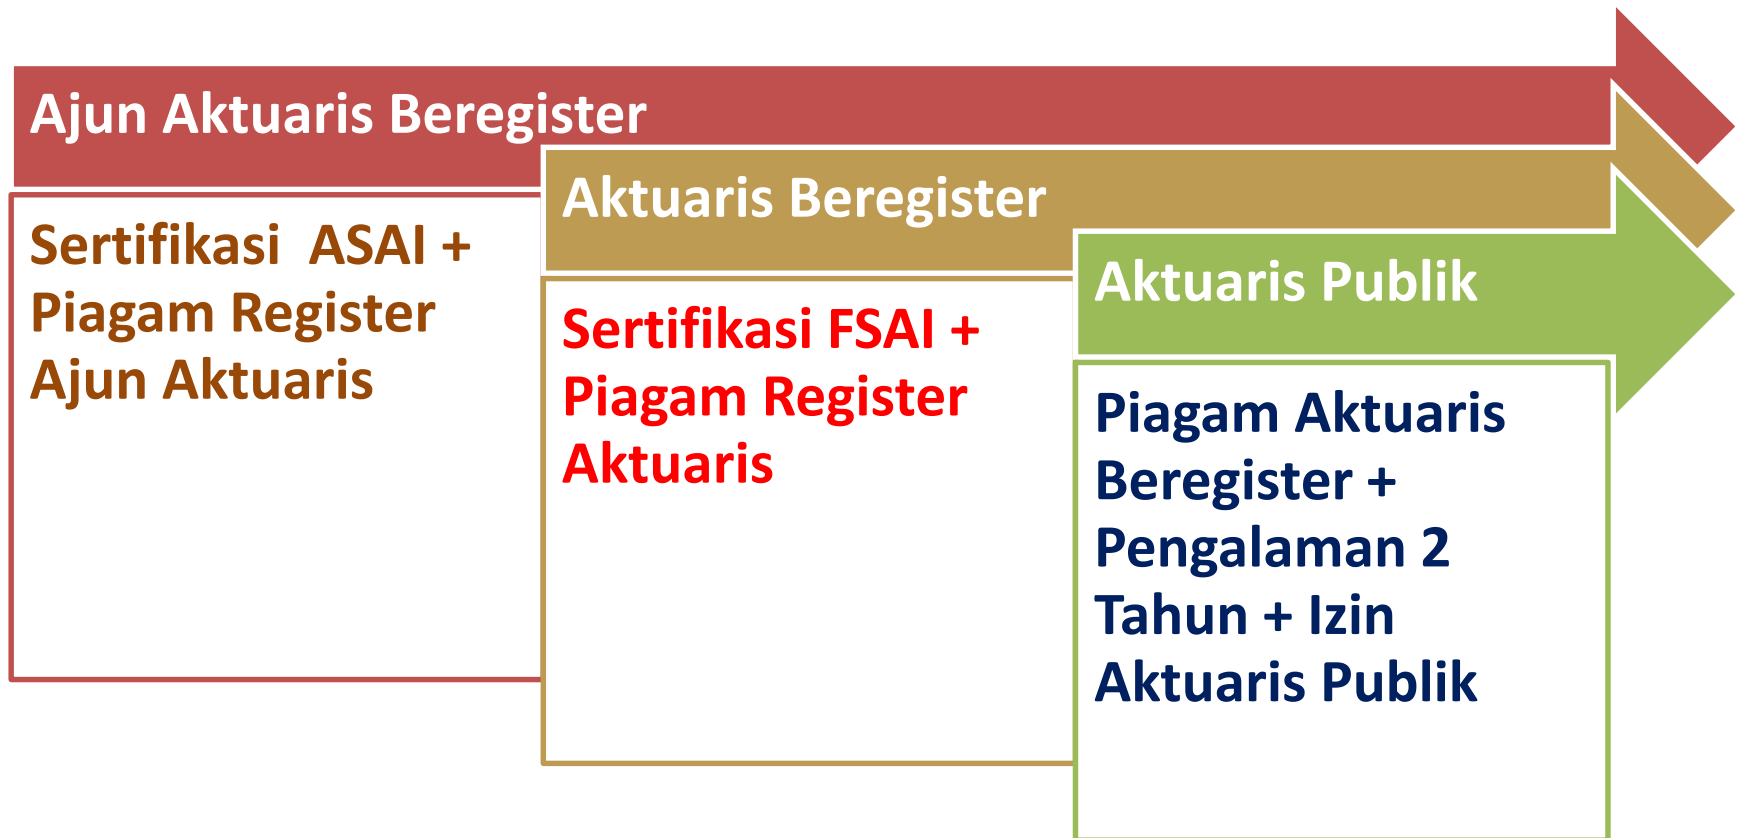 Ajun Aktuaris Beregister
Sertifikasi  ASAI +
Piagam Register
Ajun Aktuaris
Aktuaris Beregister
Sertifikasi FSAI +
Piagam Register
Aktuaris
Aktuaris Publik
Piagam Aktuaris
Beregister +
Pengalaman 2
Tahun + Izin
Aktuaris Publik